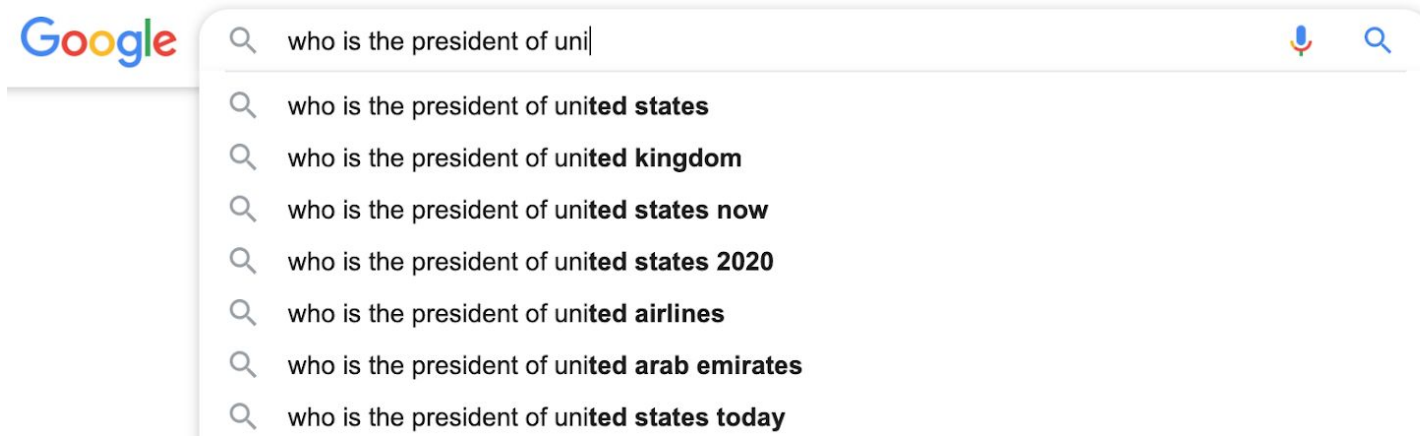 Google
who is the president of uni
who is the president of united states
who is the president of united kingdom
who is the president of united states now
who is the president of united states 2020
who is the president of united airlines
who is the president of united arab emirates
who is the president of united states today